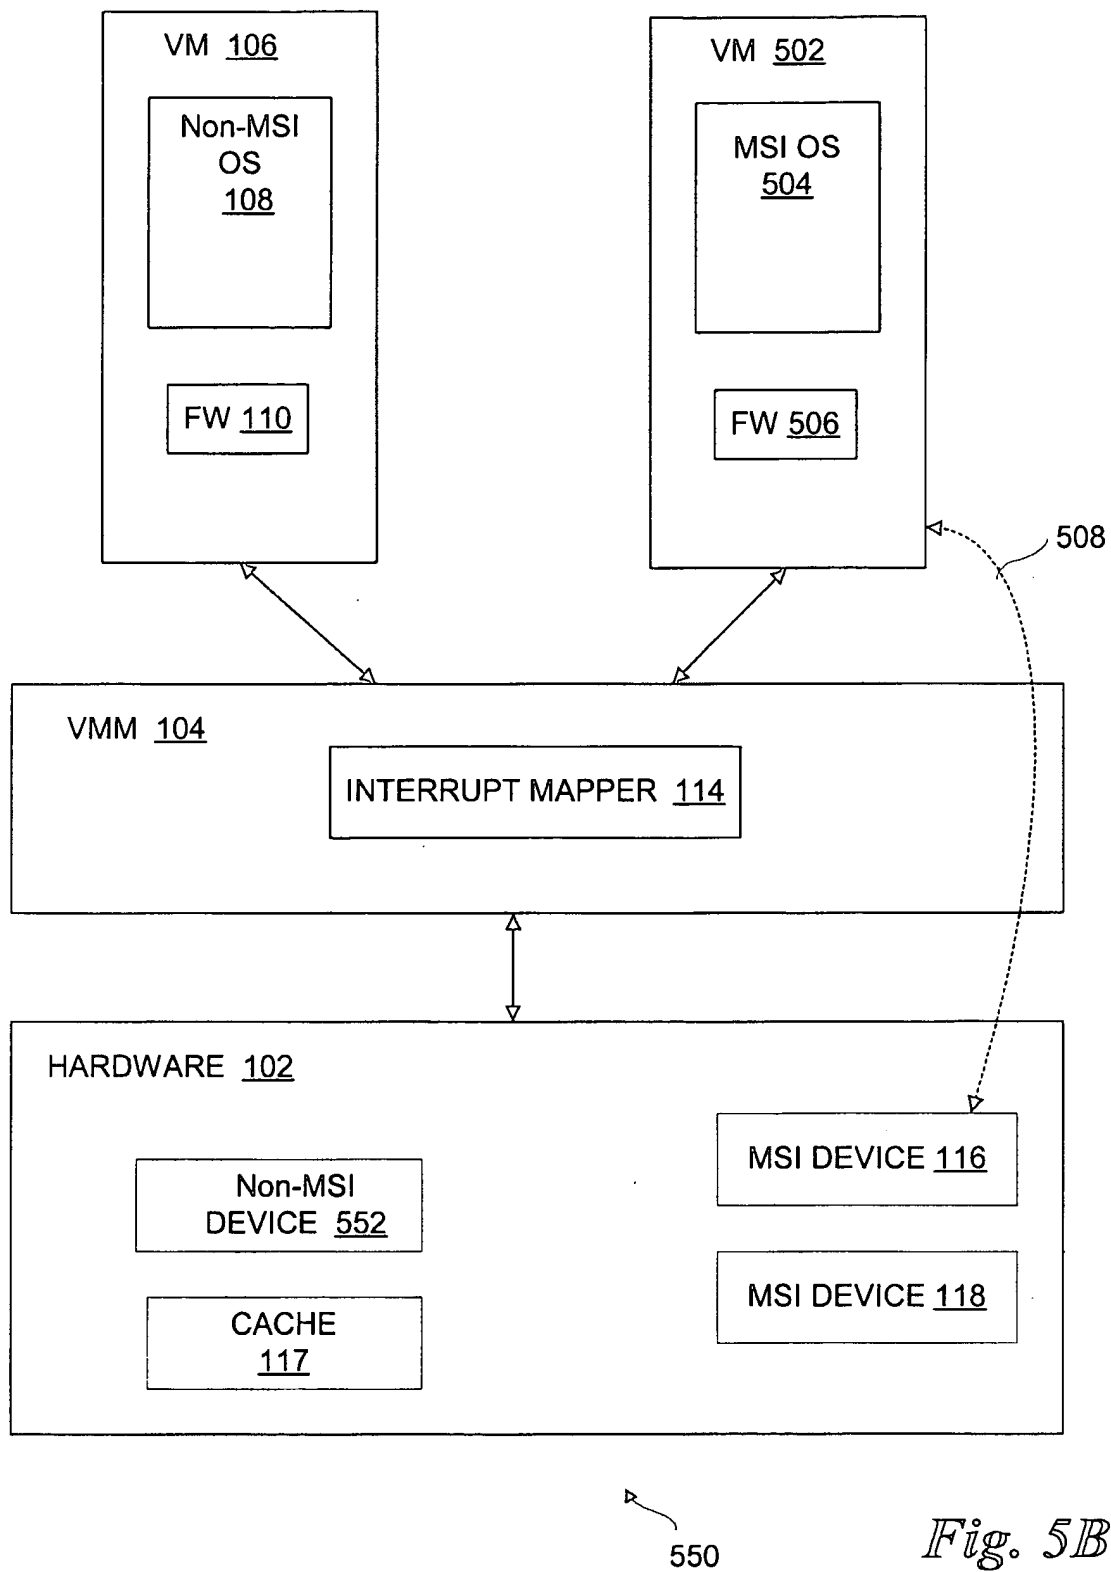 VM 106
Non-MSI
OS
108
FW 110
VM 502
MSI OS
504
FW 506
508
VMM 104
INTERRUPT MAPPER 114
HARDWARE 102
Non-MSI
DEVICE 552
CACHE
117
MSI DEVICE 116
MSI DEVICE 118
550
Fig. 5B